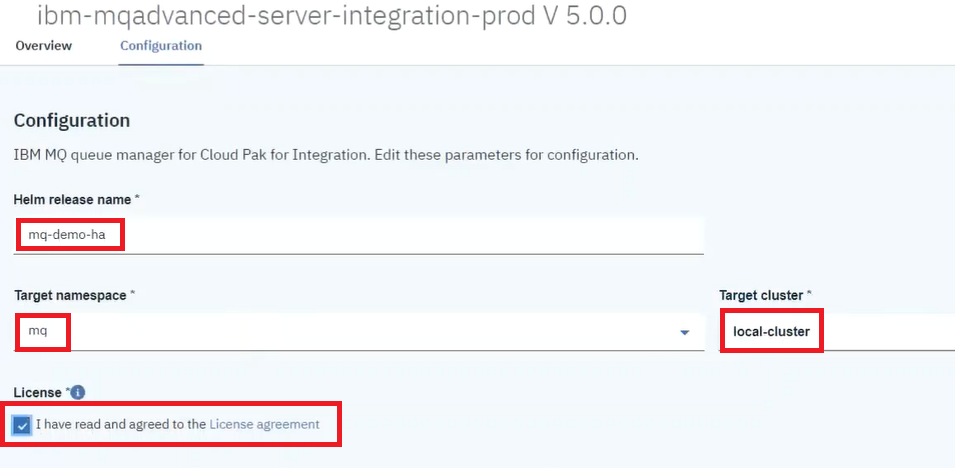 ibm-mqadvanced-server-integration-prod V 5.0.0
Overview Configuration
Configuration
IBM MQ queue manager for Cloud Pak for Integration. Edit these parameters for configuration.
Helm release name *
mq-demo-ha
Target namespace * Target cluster *
mq local-cluster
License *
I have read and agreed to the License agreement